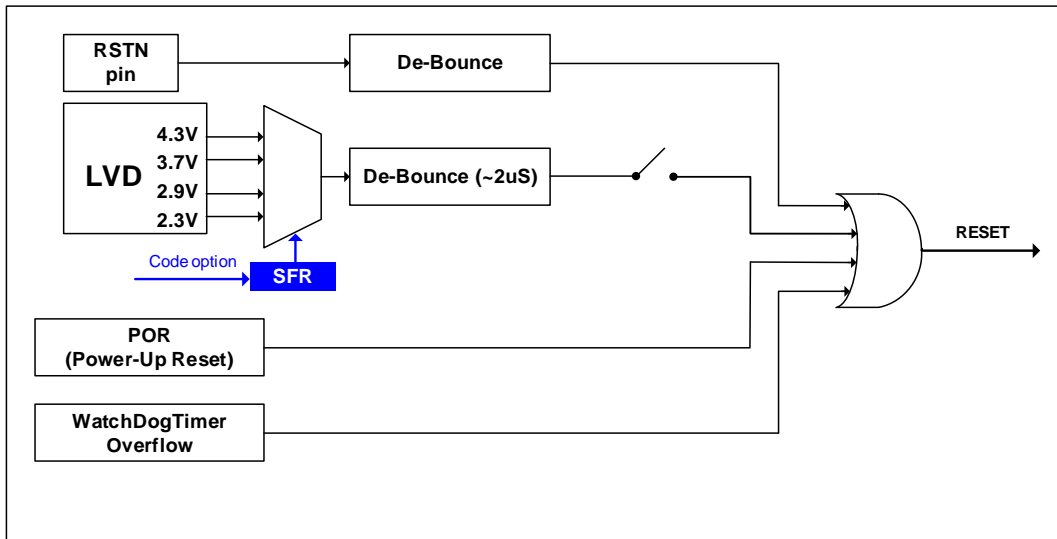 RSTN
pin
De-Bounce
LVD
4.3V
3.7V
2.9V
2.3V
De-Bounce (~2uS)
Code option
SFR
RESET
POR
(Power-Up Reset)
WatchDogTimer
Overflow